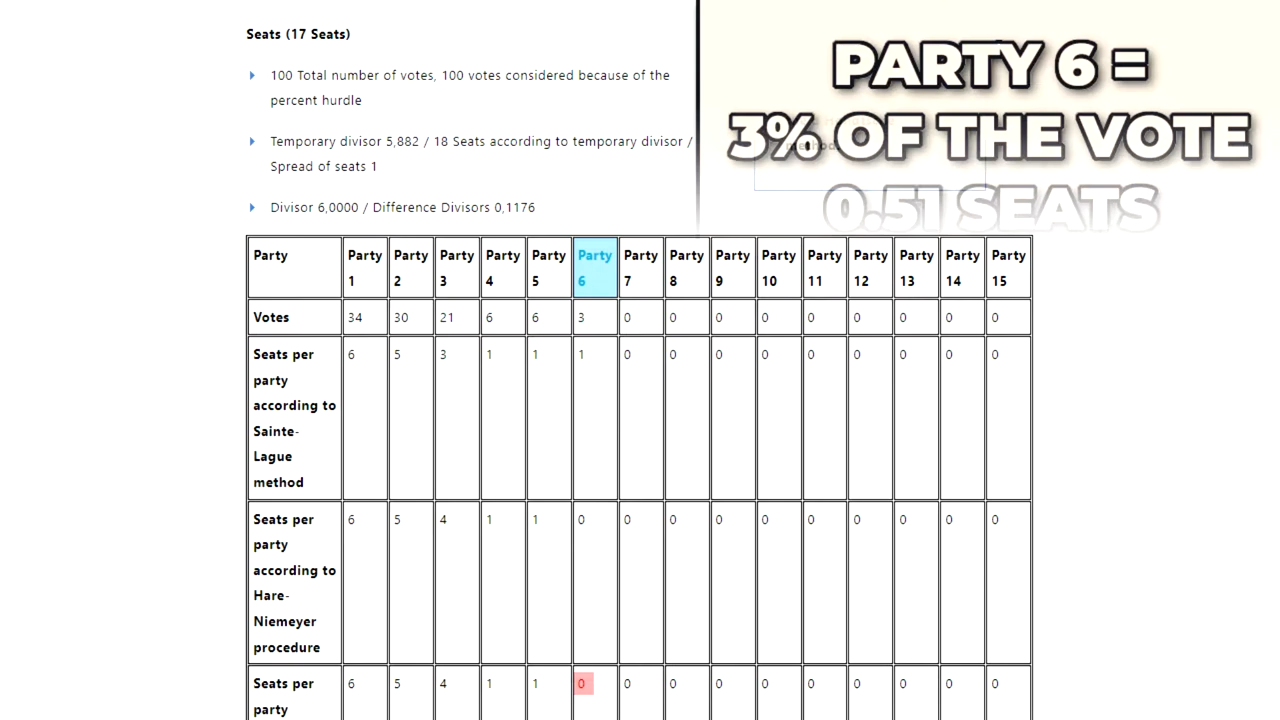 Seats (17 Seats)
100 Total number of votes, 100 votes considered because of the
percent hurdle
Temporary divisor 5,882 / 18 Seats according to temporary divisor /
Spread of seats 1
Divisor 6,0000 / Difference Divisors 0,1176
PARTY 6 =
3% OF THE VOTE
0.51 SEATS
Party Party 1 Party 2 Party 3 Party 4 Party 5 Party 6 Party 7 Party 8 Party 9 Party 10 Party 11 Party 12 Party 13 Party 14 Party 15
Votes 34 30 21 6 6 3 0 0 0 0 0 0 0 0 0
Seats per 6 5 3 1 1 1 0 0 0 0 0 0 0 0 0
party
according to
Sainte-
Lague
method
Seats per 6 5 4 1 1 0 0 0 0 0 0 0 0 0 0
party
according to
Hare-
Niemeyer
procedure
Seats per 6 5 4 1 1 0 0 0 0 0 0 0 0 0 0
party